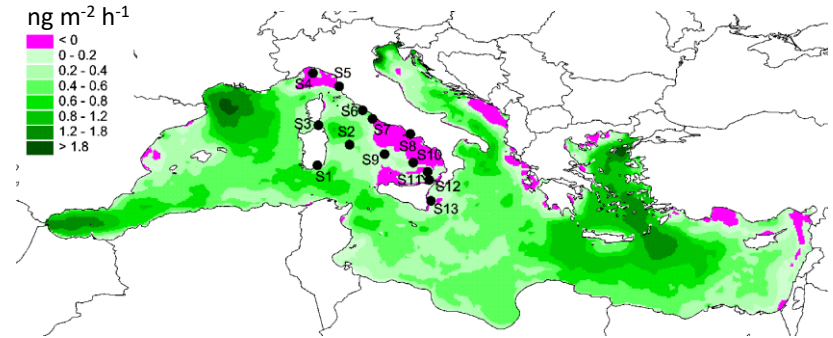 ng m⁻² h⁻¹
< 0
0 - 0.2
0.2 - 0.4
0.4 - 0.6
0.6 - 0.8
0.8 - 1.2
1.2 - 1.8
> 1.8
S5
S4
S6
S3
S7
S2
S8
S9
S10
S1
S11
S12
S13